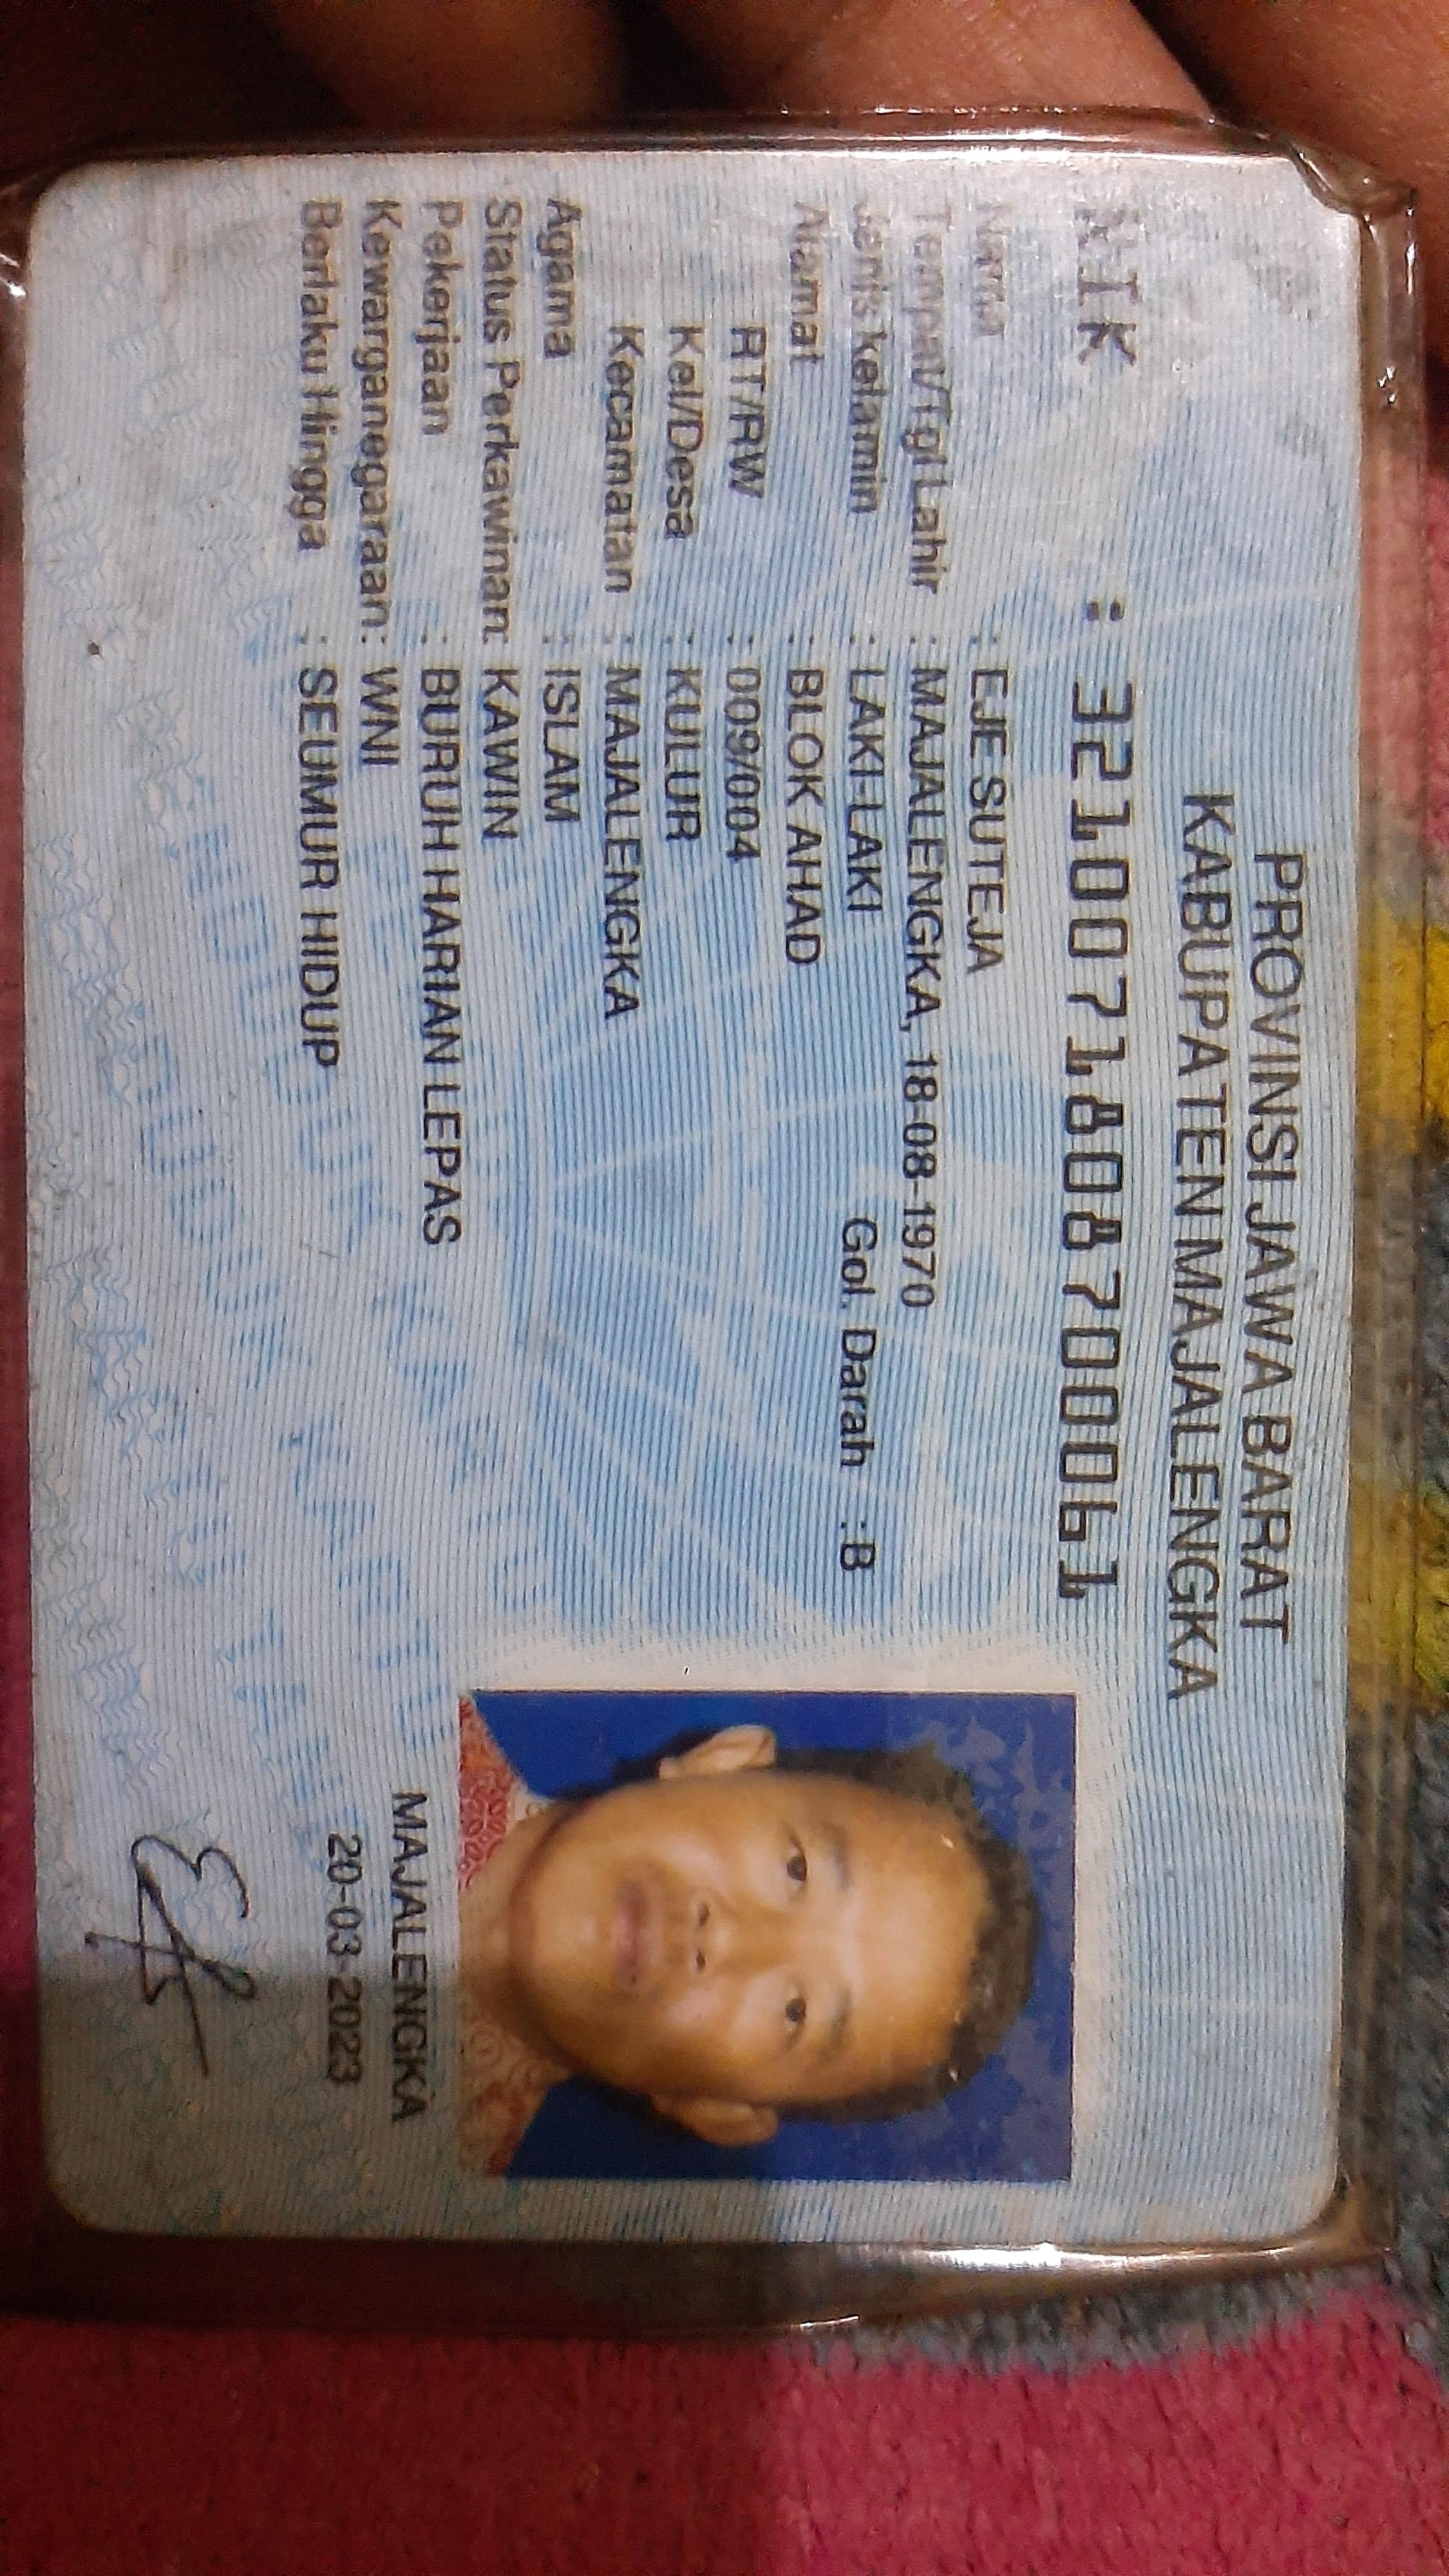 PROVINSI JAWA BARAT
KABUPATEN MAJALENGKA
NIK : 3210071808700061
Nama : EJE SUTEJA
Tempat/Tgl Lahir : MAJALENGKA, 18-08-1970
Jenis kelamin : LAKI-LAKI Gol. Darah :B
Alamat : BLOK AHAD
RT/RW : 009/004
Kel/Desa : KULUR
Kecamatan : MAJALENGKA
Agama : ISLAM
Status Perkawinan: KAWIN
Pekerjaan : BURUH HARIAN LEPAS
Kewarganegaraan: WNI
Berlaku Hingga : SEUMUR HIDUP
MAJALENGKA
20-03-2023